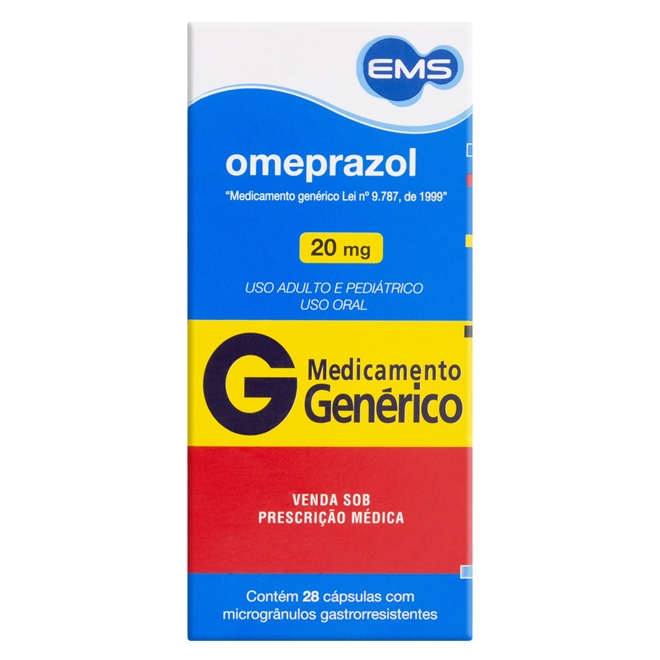 EMS
omeprazol
"Medicamento genérico Lei nº 9.787, de 1999"
20 mg
USO ADULTO E PEDIÁTRICO
USO ORAL
G
Medicamento
Genérico
VENDA SOB
PRESCRIÇÃO MÉDICA
Contém 28 cápsulas com
microgrânulos gastrorresistentes